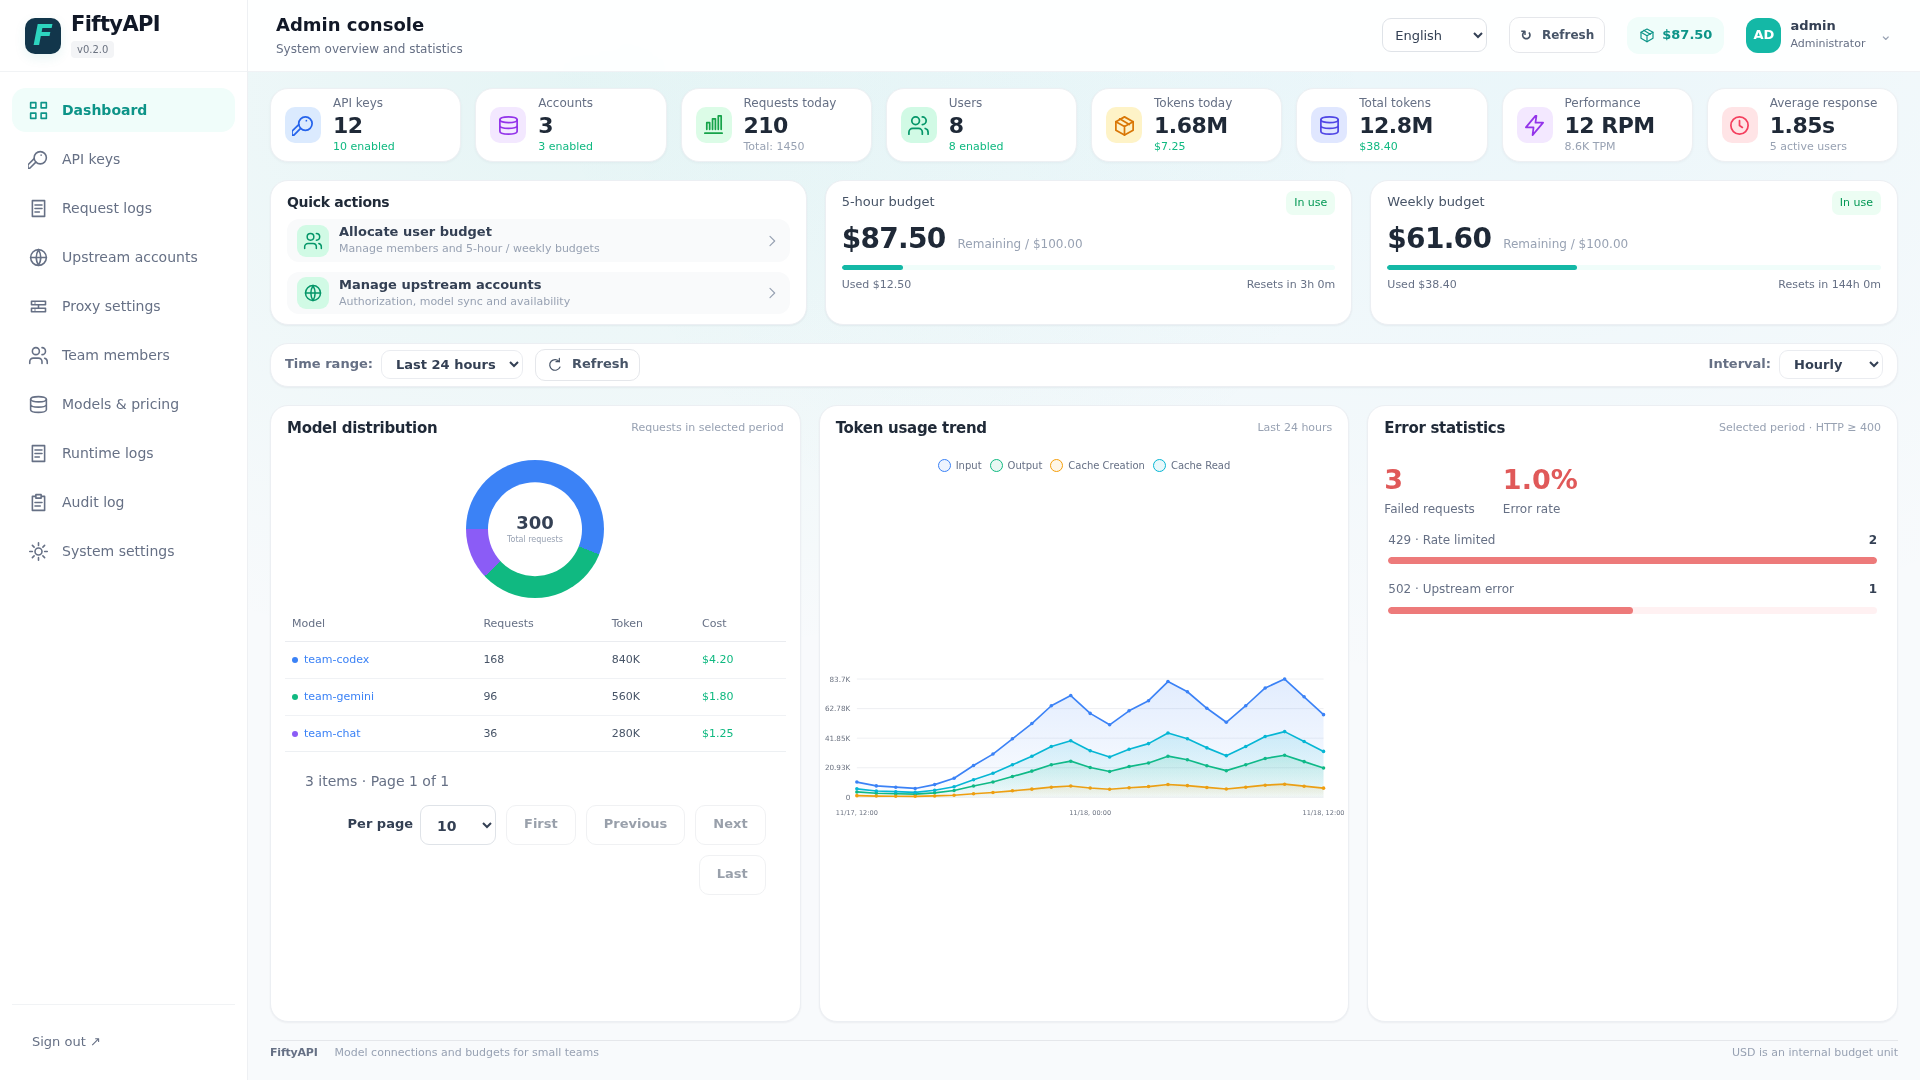 F FiftyAPI
v0.2.0
Dashboard
API keys
Request logs
Upstream accounts
Proxy settings
Team members
Models & pricing
Runtime logs
Audit log
System settings
Sign out ↗
Admin console
System overview and statistics
English
↻ Refresh
$87.50
AD
admin
Administrator
API keys
12
10 enabled
Accounts
3
3 enabled
Requests today
210
Total: 1450
Users
8
8 enabled
Tokens today
1.68M
$7.25
Total tokens
12.8M
$38.40
Performance
12 RPM
8.6K TPM
Average response
1.85s
5 active users
Quick actions
Allocate user budget
Manage members and 5-hour / weekly budgets
Manage upstream accounts
Authorization, model sync and availability
5-hour budget In use
$87.50 Remaining / $100.00
Used $12.50 Resets in 3h 0m
Weekly budget In use
$61.60 Remaining / $100.00
Used $38.40 Resets in 144h 0m
Time range: Last 24 hours Refresh Interval: Hourly
Model distribution Requests in selected period
300
Total requests
Model Requests Token Cost
team-codex 168 840K $4.20
team-gemini 96 560K $1.80
team-chat 36 280K $1.25
3 items · Page 1 of 1
Per page 10 First Previous Next
Last
Token usage trend Last 24 hours
Input Output Cache Creation Cache Read
83.7K
62.78K
41.85K
20.93K
0
11/17, 12:00 11/18, 00:00 11/18, 12:00
Error statistics Selected period · HTTP ≥ 400
3 1.0%
Failed requests Error rate
429 · Rate limited 2
502 · Upstream error 1
FiftyAPI Model connections and budgets for small teams USD is an internal budget unit